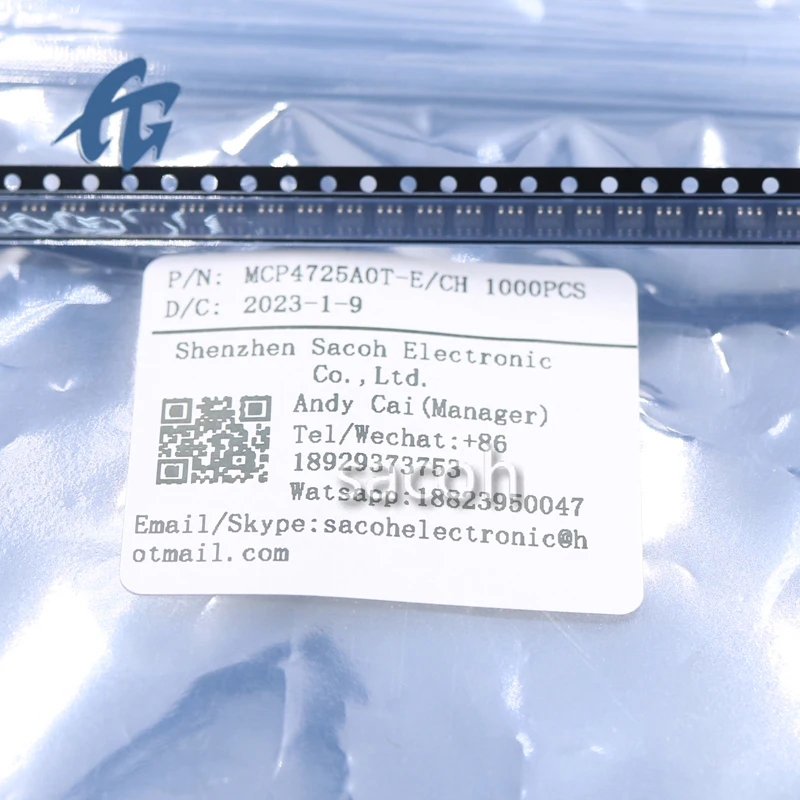 P/N: MCP4725A0T-E/CH 1000PCS
D/C: 2023-1-9
Shenzhen Sacoh Electronic
Co.,Ltd.
Andy Cai(Manager)
Tel/Wechat:+86
18929373753
sacoh
Watsapp:18823950047
Email/Skype:sacohelectronic@h
otmail.com